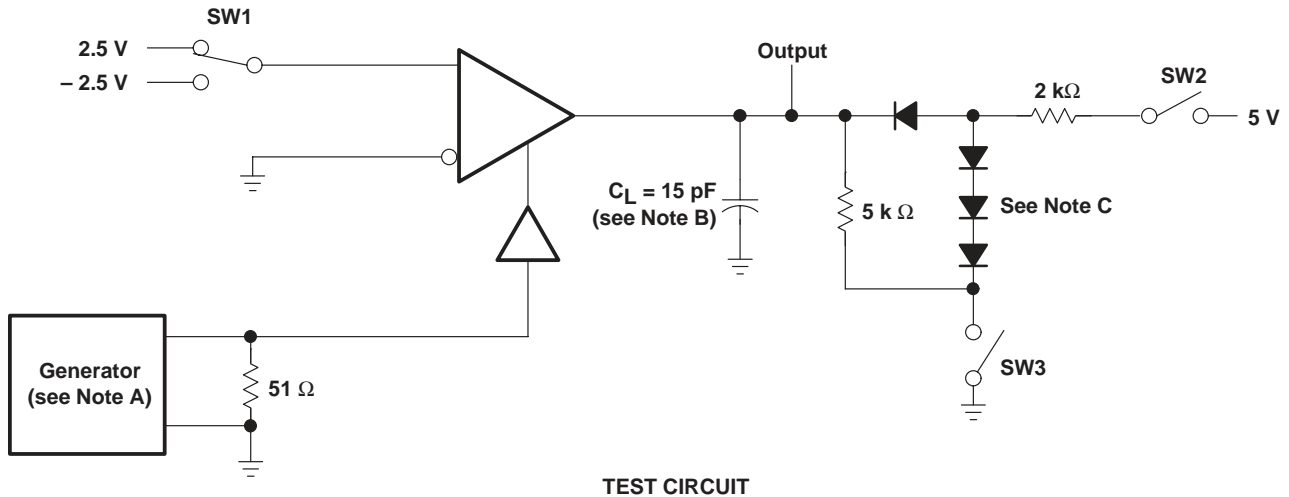 SW1
2.5 V
– 2.5 V
Output
SW2
2 kΩ
5 V
CL = 15 pF
(see Note B)
5 k Ω
See Note C
Generator
(see Note A)
51 Ω
SW3
TEST CIRCUIT